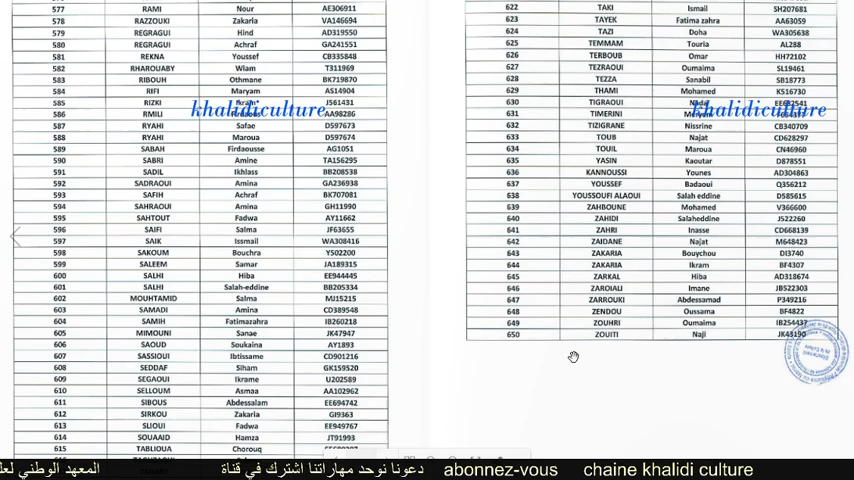 577 RAMI Nour AE306911
578 RAZZOUKI Zakaria VA146694
579 REGRAGUI Hind AD319550
580 REGRAGUI Achraf GA241551
581 REKNA Youssef CB335848
582 RHAROUABY Wiam T311969
583 RIBOUH Othmane BK719870
584 RIFI Maryam AS14904
585 RIZKI Ikram J561431
khalidiculture
586 RMILI AA98286
587 RYAHI Safae D597673
588 RYAHI Maroua D597674
589 SABAH Firdaousse AG1051
590 SABRI Amine TA156295
591 SADIL Ikhlass BB208538
592 SADRAOUI Amina GA236938
593 SAFIH Achraf BK707081
594 SAHRAOUI Amina GH11990
595 SAHTOUT Fadwa AY11662
596 SAIFI Salma JF63655
597 SAIK Issmail WA308416
598 SAKOUM Bouchra Y502200
599 SALEEM Samar JA189315
600 SALHI Hiba EE944445
601 SALHI Salah-eddine BB205334
602 MOUHTAMID Salma MJ15215
603 SAMADI Amina CD389548
604 SAMIH Fatimazahra IB260218
605 MIMOUNI Sanae JK47947
606 SAOUD Soukaina AY1893
607 SASSIOUI Ibtissame CD901216
608 SEDDAF Siham GK159520
609 SEGAOUI Ikrame U202589
610 SELLOUM Asmaa AA102962
611 SIBOUS Abdessalam EE694742
612 SIRKOU Zakaria GI9363
613 SLIOUI Fadwa EE949767
614 SOUAAID Hamza JT91993
615 TABLIOUA Chorouq
622 TAKI Ismail SH207681
623 TAYEK Fatima zahra AA63059
624 TAZI Doha WA305638
625 TEMMAM Touria AL288
626 TERBOUB Omar HH72102
627 TEZRAOUI Oumaima SL19461
628 TEZZA Sanabil SB18773
629 THAMI Mohamed KS16730
630 TIGRAOUI
khalidiculture
631 TIMERINI
632 TIZIGRANE Nissrine CB340709
633 TOUB Najat CD628297
634 TOUIL Maroua CN46960
635 YASIN Kaoutar D878551
636 KANNOUSSI Younes AD304863
637 YOUSSEF Badaoui Q356212
638 YOUSSOUFI ALAOUI Salah eddine D585615
639 ZAHBOUNE Mohamed V366600
640 ZAHIDI Salaheddine J522260
641 ZAHRI Inasse CD668139
642 ZAIDANE Najat M648423
643 ZAKARIA Bouychou DI3740
644 ZAKARIA Ikram BF4307
645 ZARKAL Hiba AD318674
646 ZAROIALI Imane JB522303
647 ZARROUKI Abdessamad P349216
648 ZENDOU Oussama BF4822
649 ZOUHRI Oumaima IB254437
650 ZOUITI Naji
chaine khalidi culture abonnez-vous دعونا نوحد مهاراتنا اشترك في قناة المعهد الوطني